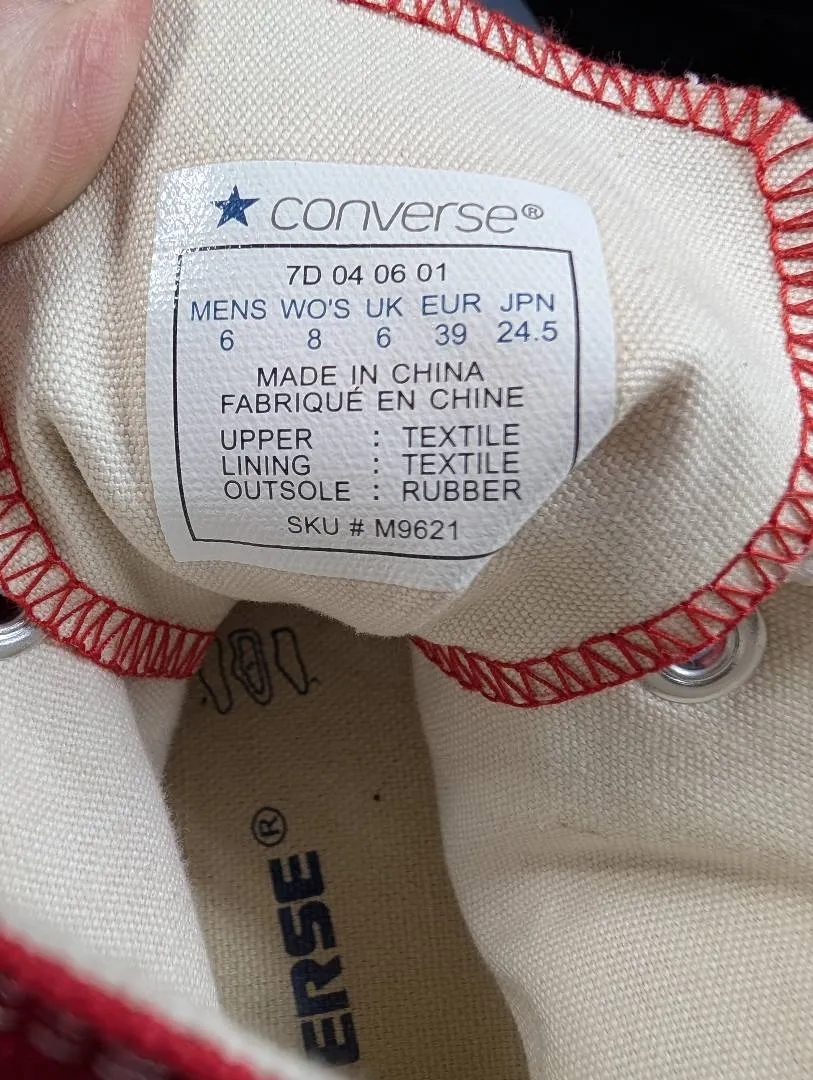 CONVERSE®
7D 04 06 01
MENS WO'S UK EUR JPN
6 8 6 39 24.5
MADE IN CHINA
FABRIQUÉ EN CHINE
UPPER : TEXTILE
LINING : TEXTILE
OUTSOLE : RUBBER
SKU # M9621
ERSE®